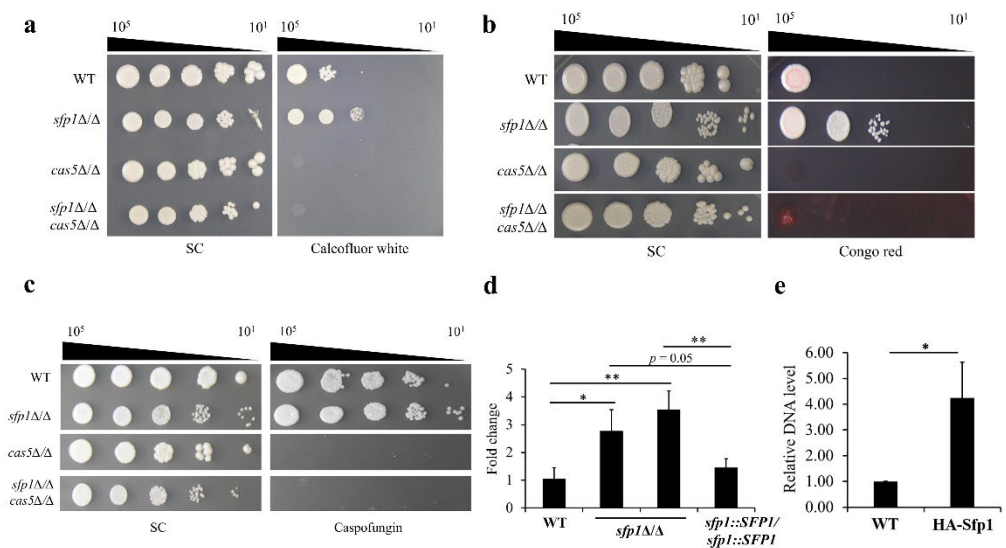 a
10⁵ 10¹ 10⁵ 10¹
WT
sfp1Δ/Δ
cas5Δ/Δ
sfp1Δ/Δ
cas5Δ/Δ
SC Calcofluor white
b
10⁵ 10¹ 10⁵ 10¹
WT
sfp1Δ/Δ
cas5Δ/Δ
sfp1Δ/Δ
cas5Δ/Δ
SC Congo red
c
10⁵ 10¹ 10⁵ 10¹
WT
sfp1Δ/Δ
cas5Δ/Δ
sfp1Δ/Δ
cas5Δ/Δ
SC Caspofungin
d
**
p = 0.05
**
*
Fold change
5
4
3
2
1
0
WT sfp1Δ/Δ sfp1::SFP1/
sfp1::SFP1
e
*
Relative DNA level
6.00
5.00
4.00
3.00
2.00
1.00
0.00
WT HA-Sfp1